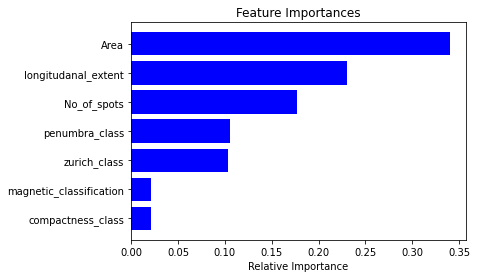 Feature Importances
Area
longitudanal_extent
No_of_spots
penumbra_class
zurich_class
magnetic_classification
compactness_class
0.00 0.05 0.10 0.15 0.20 0.25 0.30 0.35
Relative Importance